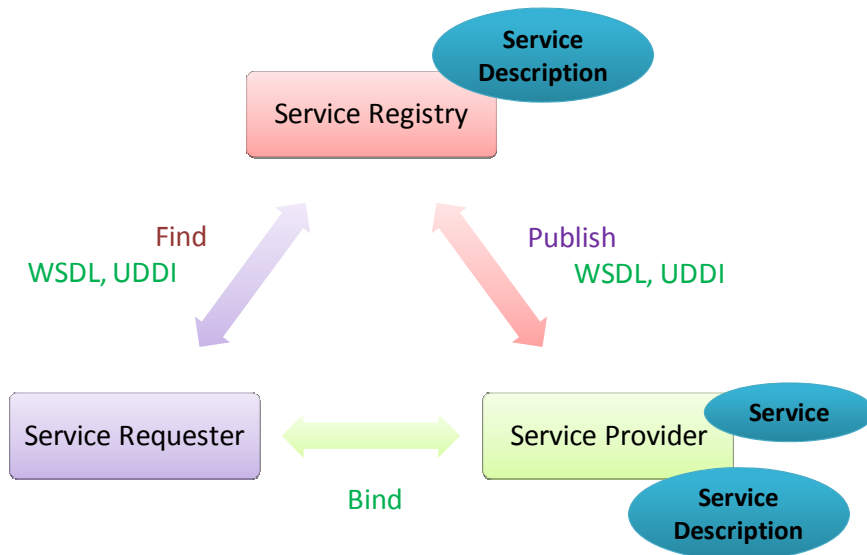 Service
Description
Service Registry
Find
WSDL, UDDI
Publish
WSDL, UDDI
Service Requester
Service Provider
Service
Bind
Service
Description